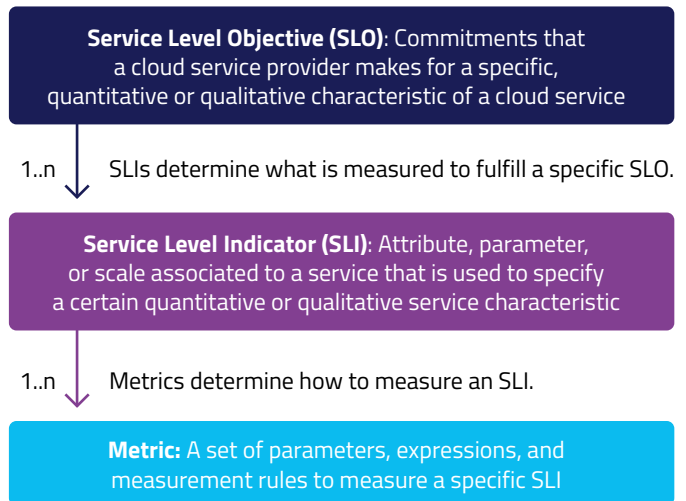 Service Level Objective (SLO): Commitments that
a cloud service provider makes for a specific,
quantitative or qualitative characteristic of a cloud service
1..n SLIs determine what is measured to fulfill a specific SLO.
Service Level Indicator (SLI): Attribute, parameter,
or scale associated to a service that is used to specify
a certain quantitative or qualitative service characteristic
1..n Metrics determine how to measure an SLI.
Metric: A set of parameters, expressions, and
measurement rules to measure a specific SLI